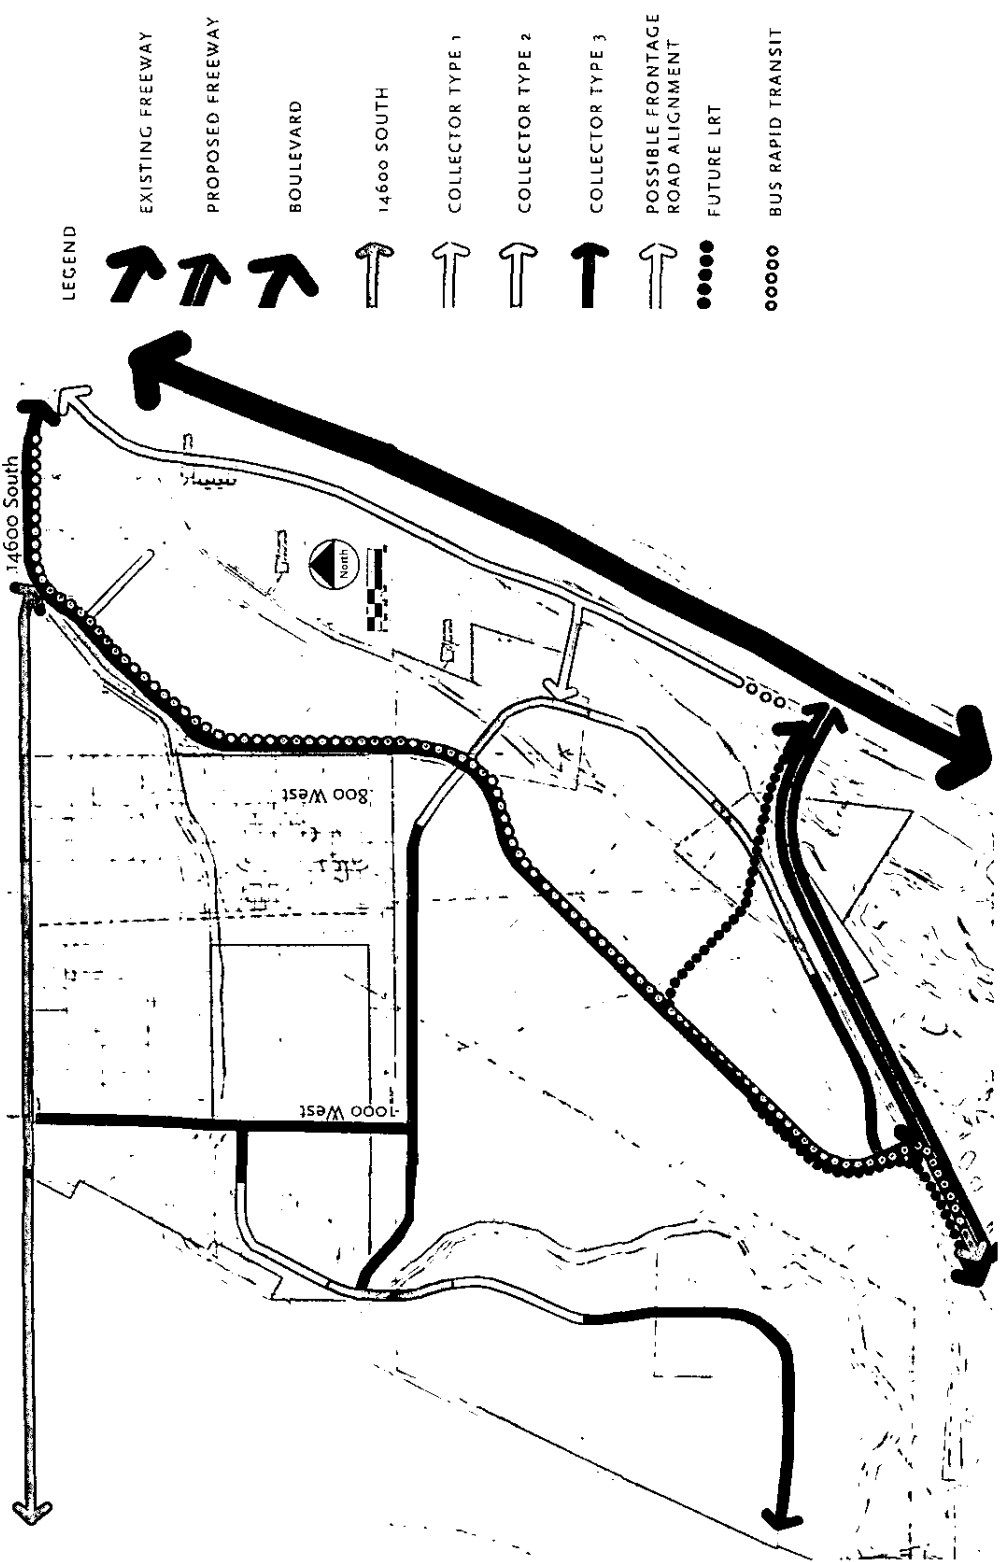 LEGEND
EXISTING FREEWAY
PROPOSED FREEWAY
BOULEVARD
14600 SOUTH
COLLECTOR TYPE 1
COLLECTOR TYPE 2
COLLECTOR TYPE 3
POSSIBLE FRONTAGE
ROAD ALIGNMENT
FUTURE LRT
BUS RAPID TRANSIT
14600 South
North
800 West
1000 West